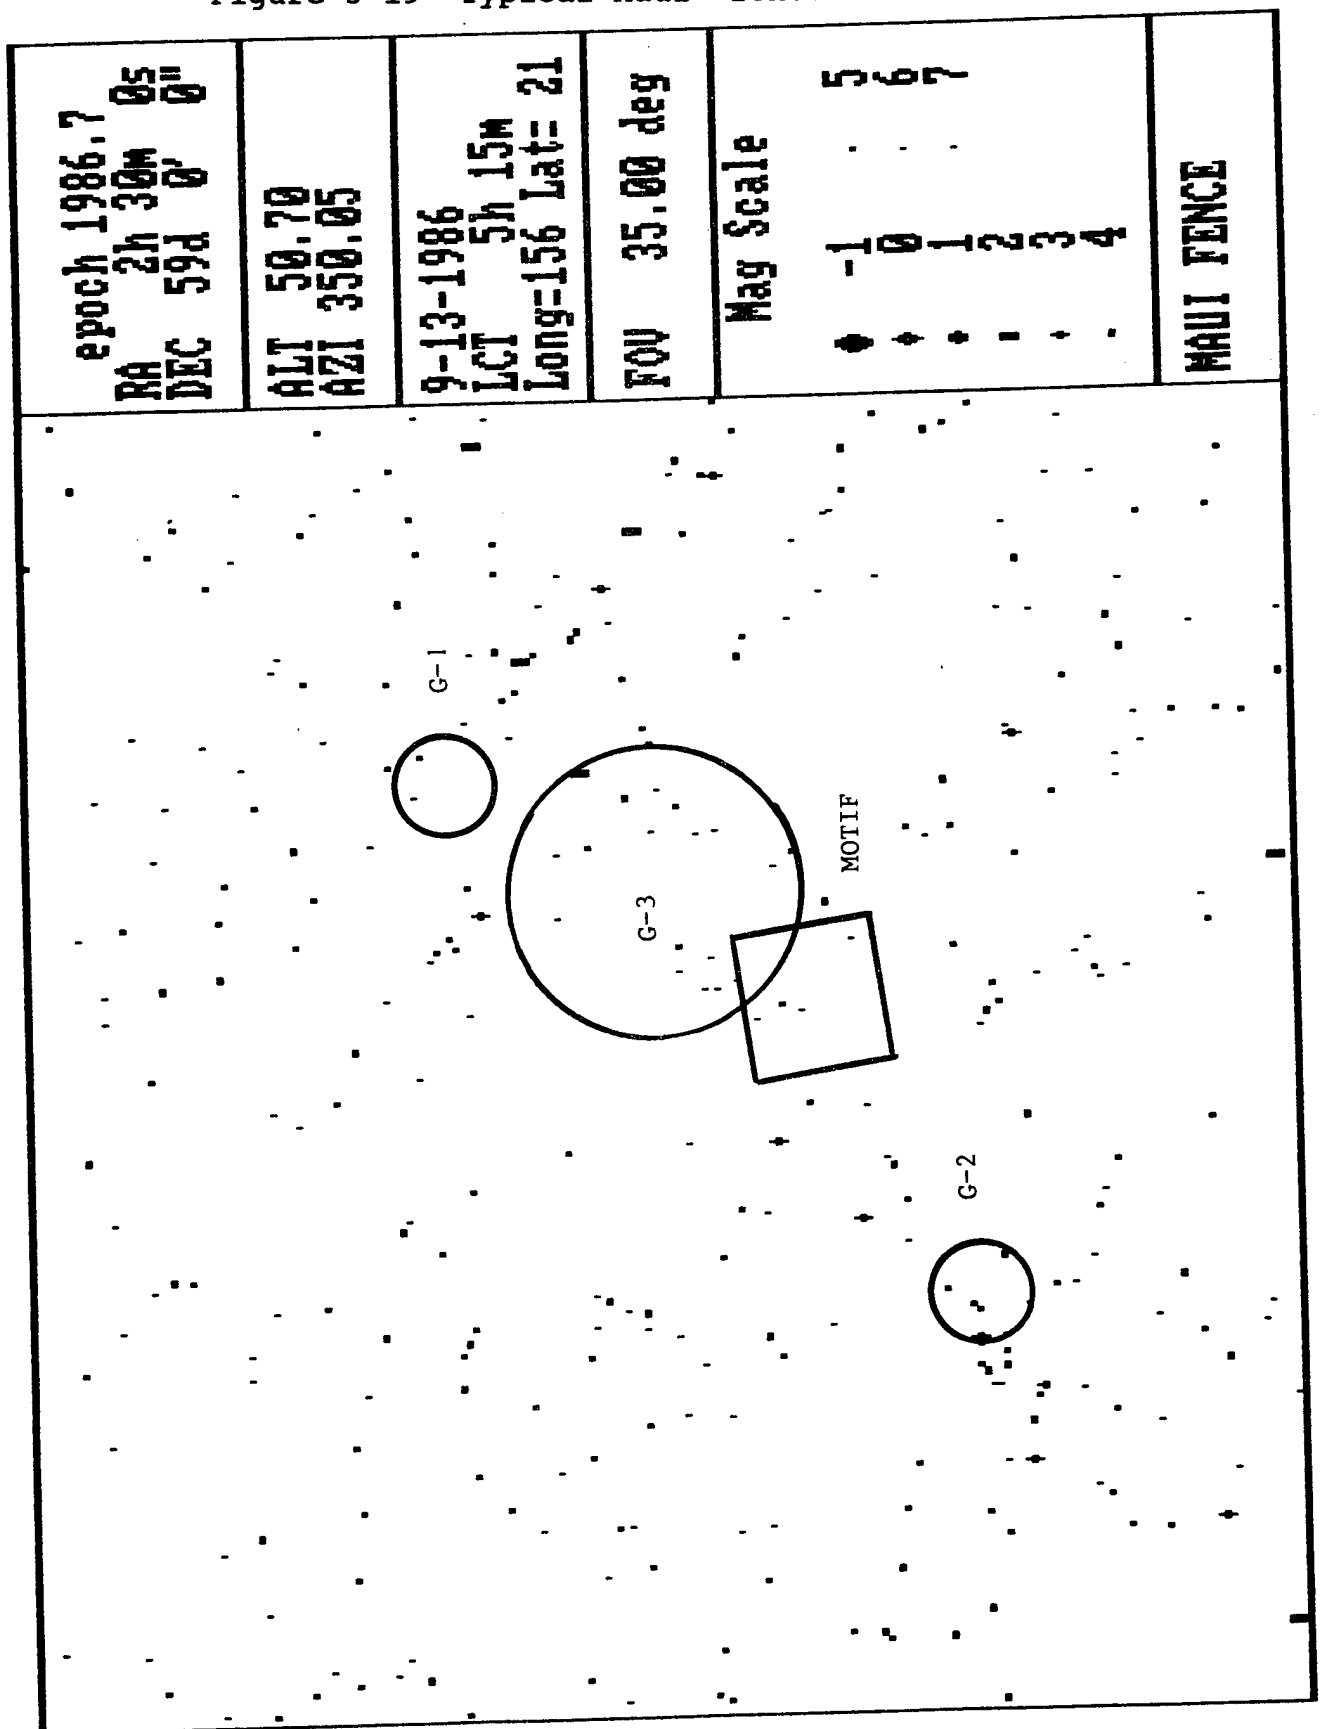 epoch 1986.7
RA 2h 30m 0s
DEC 59d 0' 0"
ALT 50.70
AZI 350.05
9-13-1986
LCT 5h 15m
Long=156 Lat= 21
FOV 35.00 deg
Mag Scale
-1 5
0 6
1 7
2
3
4
MAUI FENCE
G-1
G-3
MOTIF
G-2